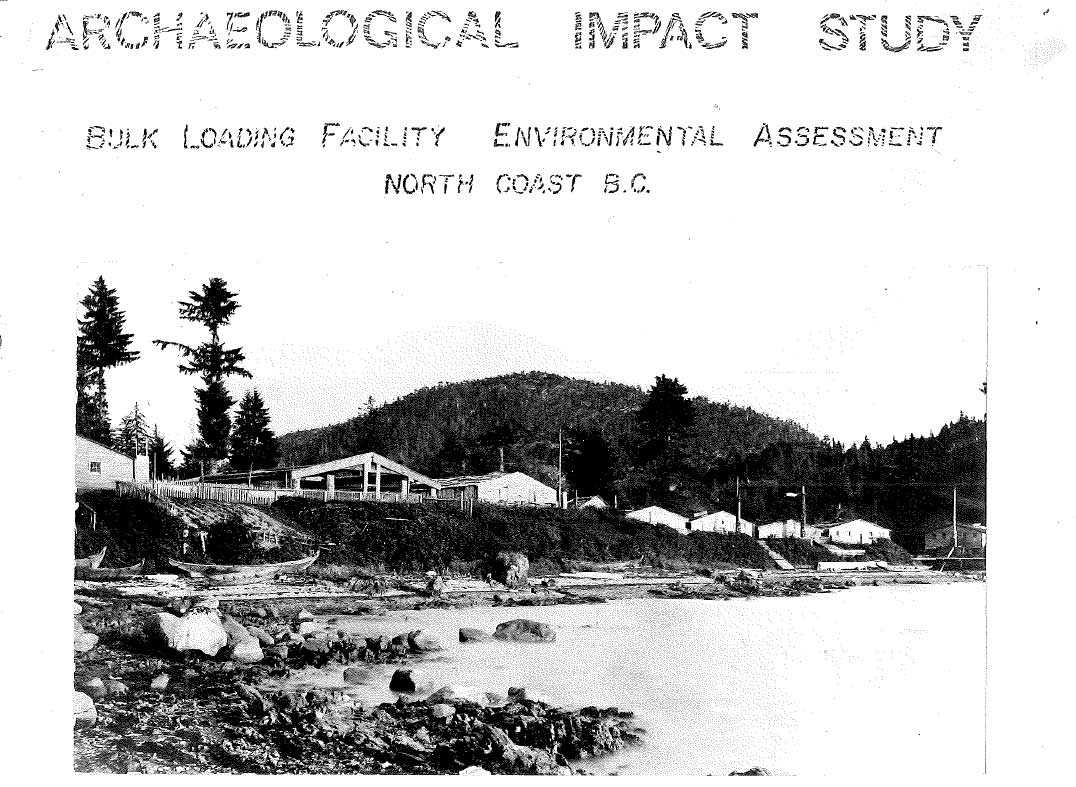 ARCHAEOLOGICAL IMPACT STUDY
BULK LOADING FACILITY ENVIRONMENTAL ASSESSMENT
NORTH COAST B.C.